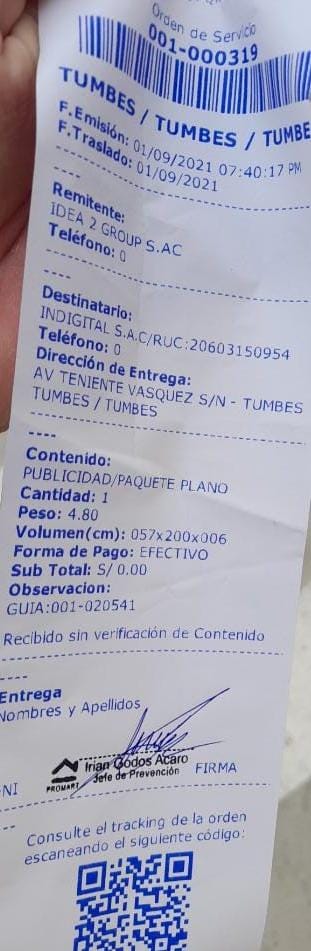 Orden de Servicio
001-000319
TUMBES / TUMBES / TUMBE
F.Emisión: 01/09/2021 07:40:17 PM
F.Traslado: 01/09/2021
----
Remitente:
IDEA 2 GROUP S.AC
Teléfono: 0
----
Destinatario:
INDIGITAL S.A.C/RUC:20603150954
Teléfono: 0
Dirección de Entrega:
AV TENIENTE VASQUEZ S/N - TUMBES
TUMBES / TUMBES
----
Contenido:
PUBLICIDAD/PAQUETE PLANO
Cantidad: 1
Peso: 4.80
Volumen(cm): 057x200x006
Forma de Pago: EFECTIVO
Sub Total: S/ 0.00
Observacion:
GUIA:001-020541
Recibido sin verificación de Contenido
----
Entrega
Nombres y Apellidos
Irian Godos Acaro
Jefe de Prevención
PROMART
FIRMA
NI
--
Consulte el tracking de la orden
escaneando el siguiente código: